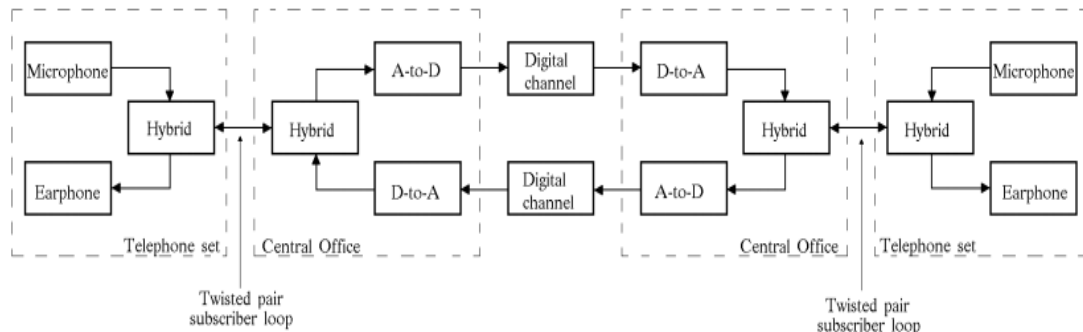 Microphone
Hybrid
Earphone
Telephone set
Twisted pair
subscriber loop
Hybrid
A-to-D
D-to-A
Central Office
Digital
channel
Digital
channel
D-to-A
A-to-D
Hybrid
Central Office
Twisted pair
subscriber loop
Hybrid
Microphone
Earphone
Telephone set